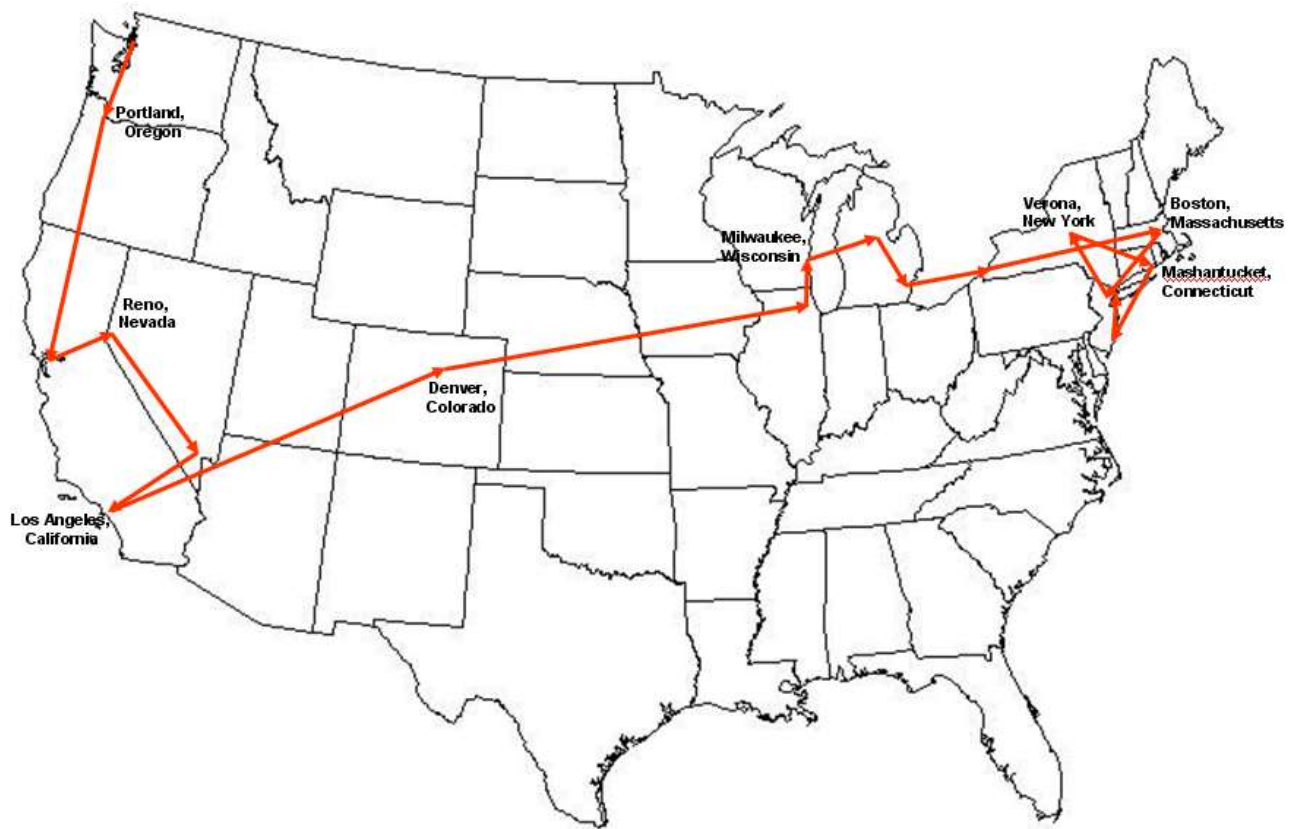 Portland,
Oregon
Verona,
New York
Boston,
Massachusetts
Milwaukee,
Wisconsin
Mashantucket,
Connecticut
Reno,
Nevada
Denver,
Colorado
Los Angeles,
California